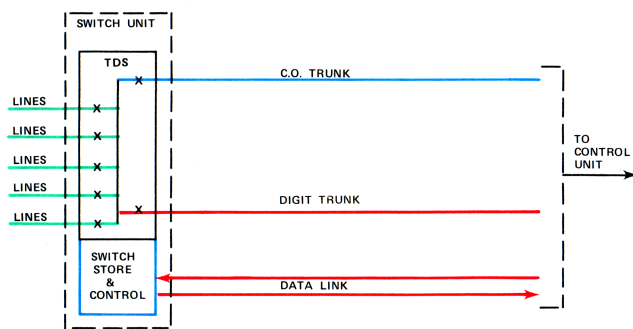 SWITCH UNIT
TDS
C.O. TRUNK
LINES
LINES
LINES
LINES
LINES
TO
CONTROL
UNIT
DIGIT TRUNK
SWITCH
STORE
&
CONTROL
DATA LINK